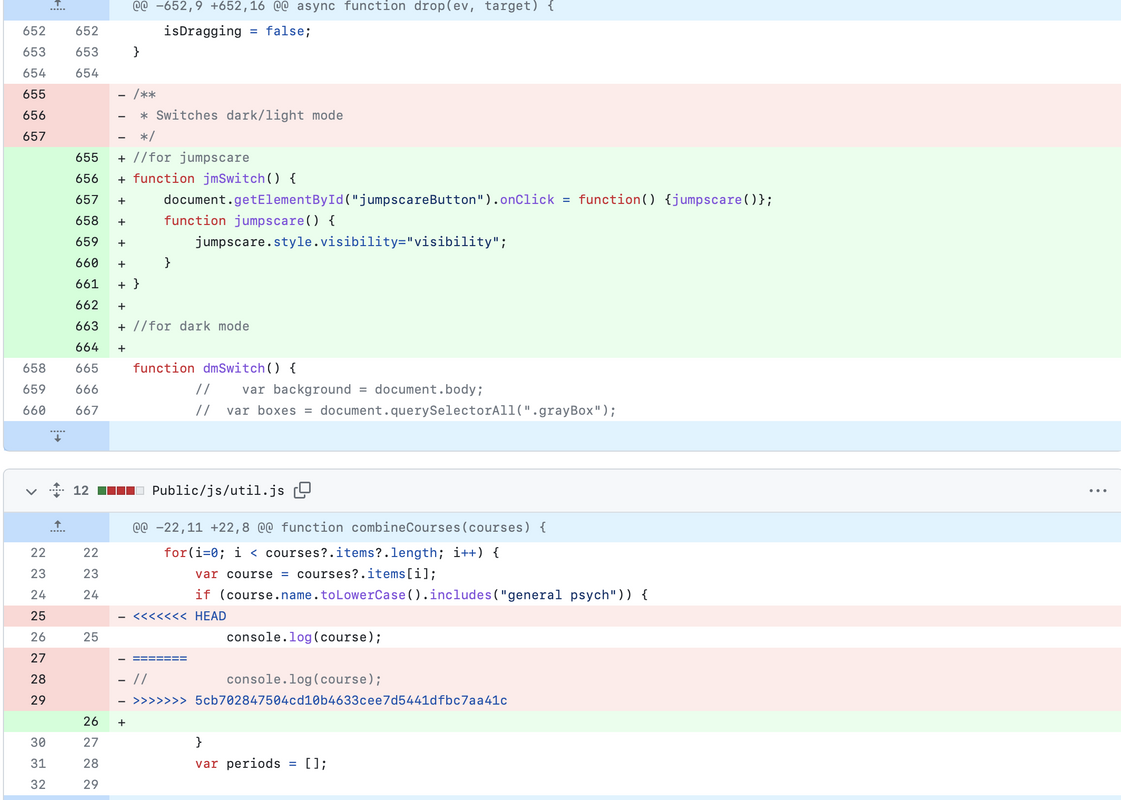 @@ -652,9 +652,16 @@ async function drop(ev, target) {
652 652 isDragging = false;
653 653 }
654 654
655 - /**
656 - * Switches dark/light mode
657 - */
655 + //for jumpscare
656 + function jmSwitch() {
657 + document.getElementById("jumpscareButton").onClick = function() {jumpscare()};
658 + function jumpscare() {
659 + jumpscare.style.visibility="visibility";
660 + }
661 + }
662 +
663 + //for dark mode
664 +
658 665 function dmSwitch() {
659 666 // var background = document.body;
660 667 // var boxes = document.querySelectorAll(".grayBox");
12 Public/js/util.js
@@ -22,11 +22,8 @@ function combineCourses(courses) {
22 22 for(i=0; i < courses?.items?.length; i++) {
23 23 var course = courses?.items[i];
24 24 if (course.name.toLowerCase().includes("general psych")) {
25 - <<<<<<< HEAD
26 25 console.log(course);
27 - =======
28 - // console.log(course);
29 - >>>>>>> 5cb702847504cd10b4633cee7d5441dfbc7aa41c
26 +
30 27 }
31 28 var periods = [];
32 29